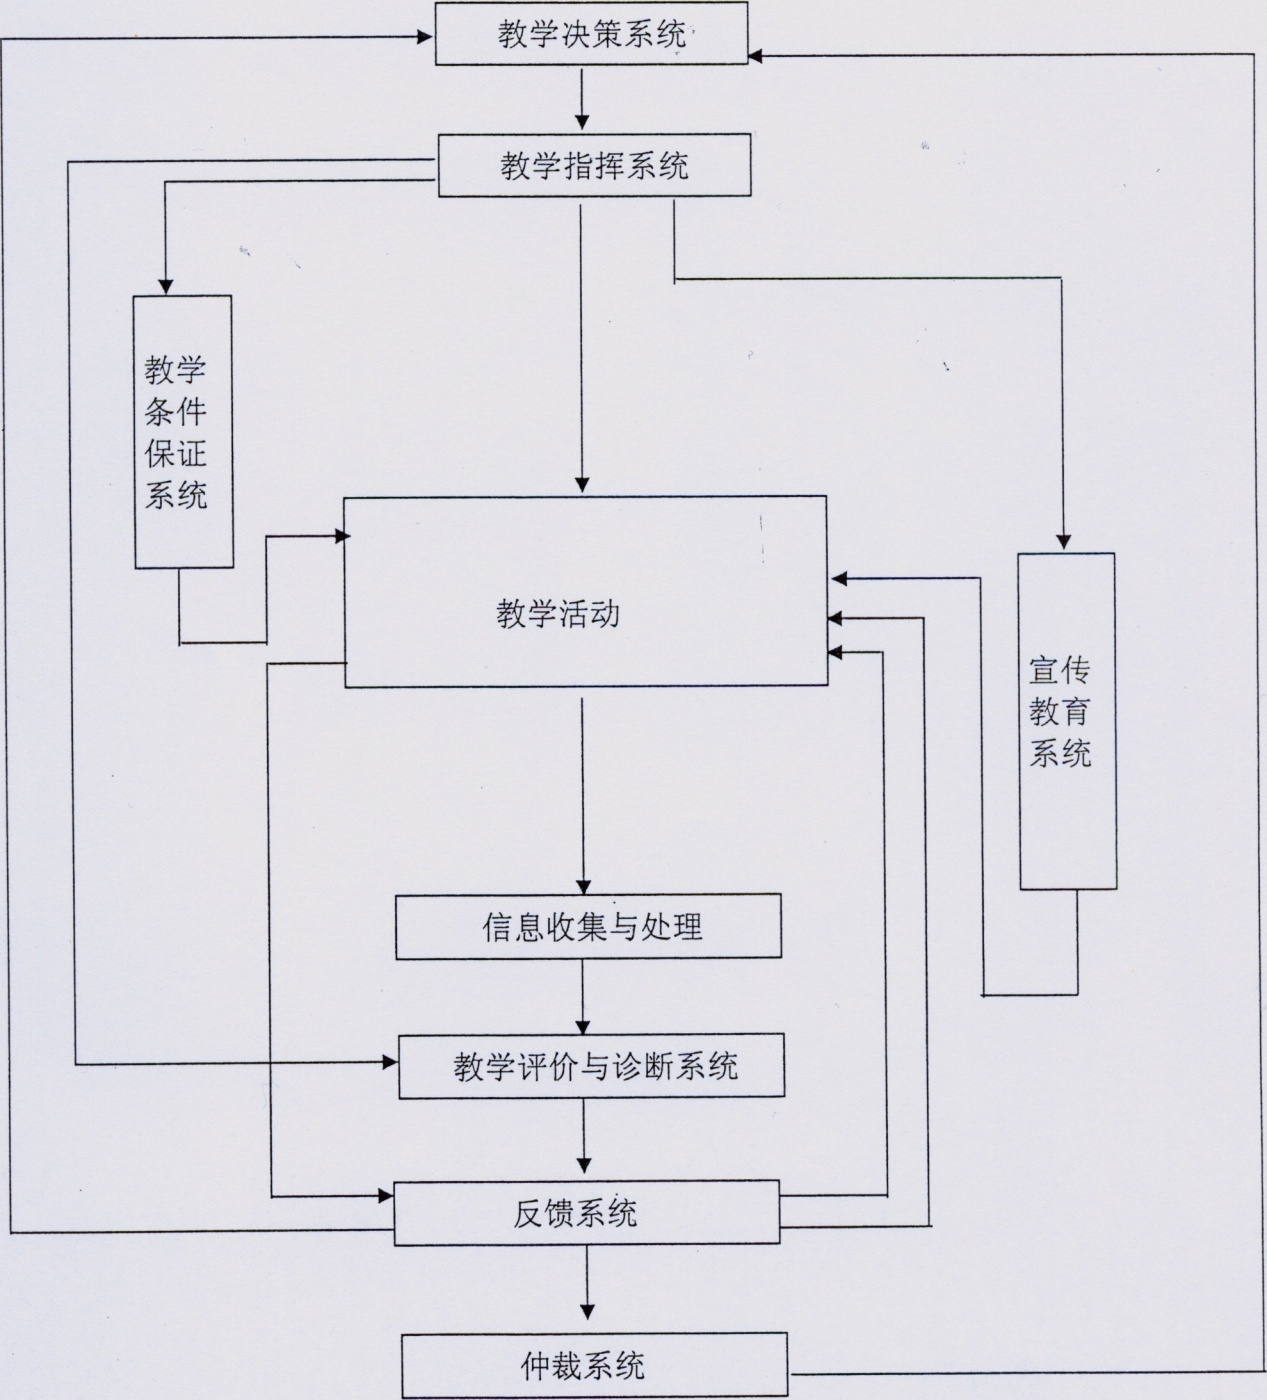 教学决策系统
教学指挥系统
教学
条件
保证
系统
教学活动
宣传
教育
系统
信息收集与处理
教学评价与诊断系统
反馈系统
仲裁系统